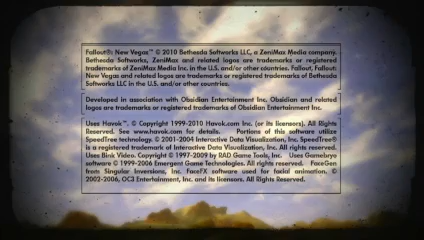 Fallout®: New Vegas™ © 2010 Bethesda Softworks LLC, a ZeniMax Media company.
Bethesda Softworks, ZeniMax and related logos are trademarks or registered
trademarks of ZeniMax Media Inc. in the U.S. and/or other countries. Fallout, Fallout:
New Vegas and related logos are trademarks or registered trademarks of Bethesda
Softworks LLC in the U.S. and/or other countries.
Developed in association with Obsidian Entertainment Inc. Obsidian and related
logos are trademarks or registered trademarks of Obsidian Entertainment Inc.
Uses Havok™. © Copyright 1999-2010 Havok.com Inc. (or its licensors). All Rights
Reserved. See www.havok.com for details. Portions of this software utilize
SpeedTree technology. © 2001-2004 Interactive Data Visualization, Inc. SpeedTree®
is a registered trademark of Interactive Data Visualization, Inc. All rights reserved.
Uses Bink Video. Copyright © 1997-2009 by RAD Game Tools, Inc. Uses Gamebryo
software © 1999-2006 Emergent Game Technologies. All rights reserved. FaceGen
from Singular Inversions, Inc. FaceFX software used for facial animation. ©
2002-2006, OC3 Entertainment, Inc. and its licensors. All Rights Reserved.